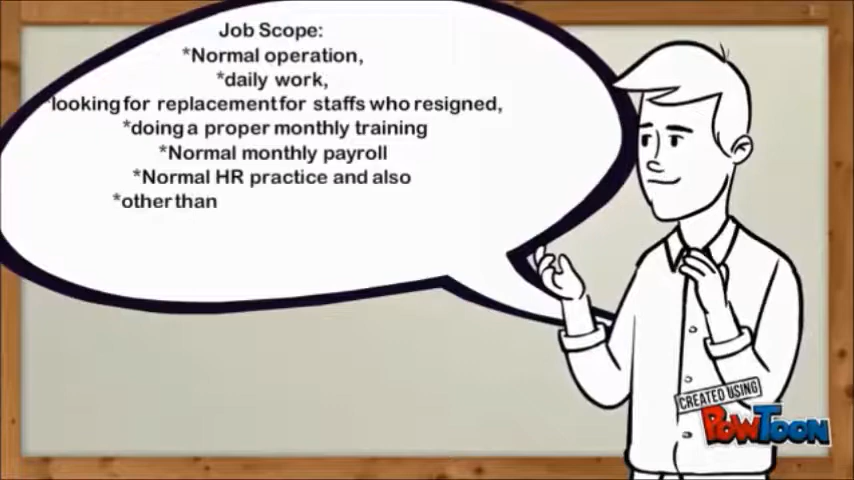 Job Scope:
*Normal operation,
*daily work,
*looking for replacement for staffs who resigned,
*doing a proper monthly training
*Normal monthly payroll
*Normal HR practice and also
*other than
CREATED USING
POWTOON